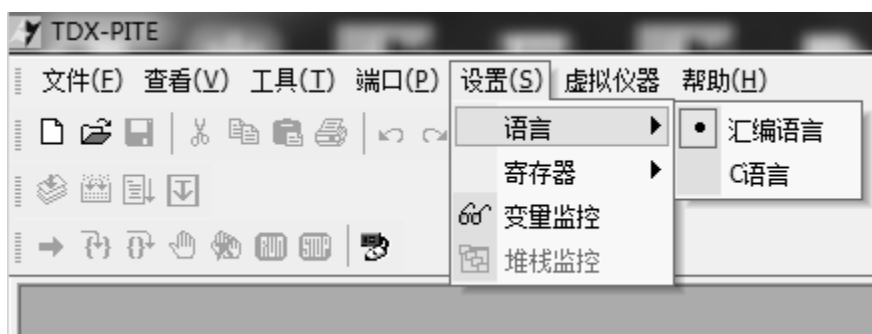 TDX-PITE
文件(F) 查看(V) 工具(T) 端口(P) 设置(S) 虚拟仪器 帮助(H)
语言 汇编语言
寄存器 C语言
变量监控
堆栈监控
RUN STOP